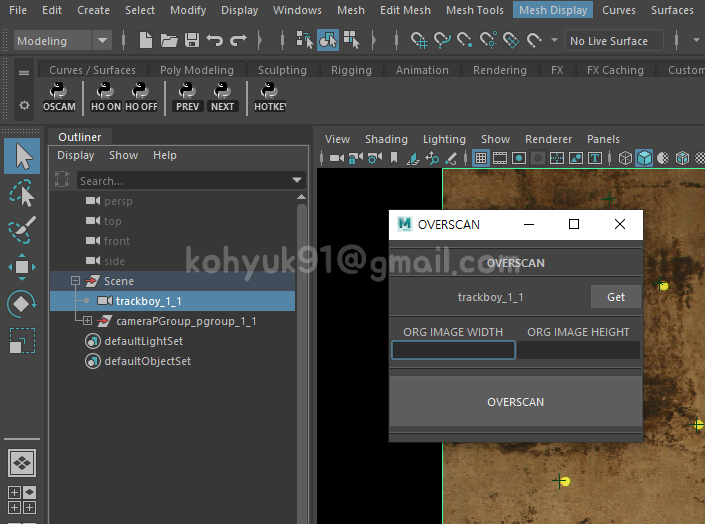 File Edit Create Select Modify Display Windows Mesh Edit Mesh Mesh Tools Mesh Display Curves Surfaces
Modeling No Live Surface
Curves / Surfaces Poly Modeling Sculpting Rigging Animation Rendering FX FX Caching Custom
OSCAM HO ON HO OFF PREV NEXT HOTKEY
Outliner
Display Show Help
Search...
persp
top
front
side
Scene
trackboy_1_1
cameraPGroup_pgroup_1_1
defaultLightSet
defaultObjectSet
View Shading Lighting Show Renderer Panels
M OVERSCAN
OVERSCAN
kohyuk91@gmail.com
trackboy_1_1 Get
ORG IMAGE WIDTH ORG IMAGE HEIGHT
OVERSCAN